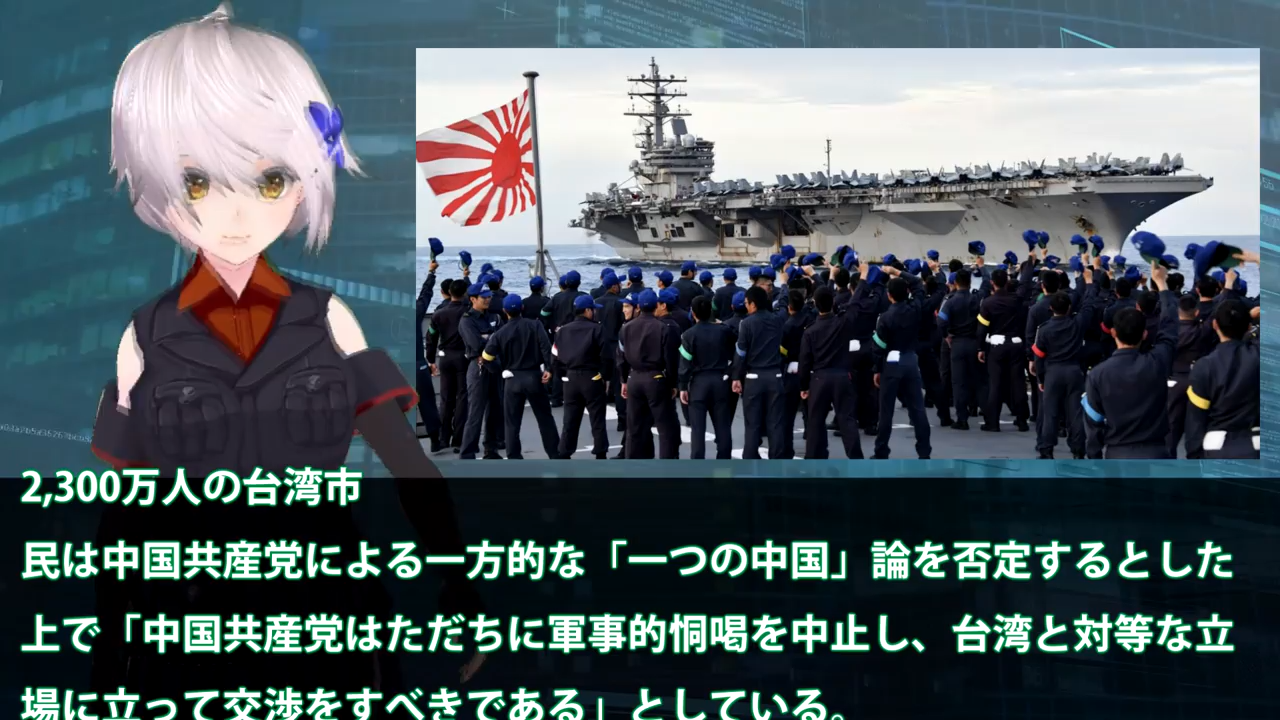 2,300万人の台湾市
民は中国共産党による一方的な「一つの中国」論を否定するとした
上で「中国共産党はただちに軍事的恫喝を中止し、台湾と対等な立
場に立って交渉をすべきである」としている。